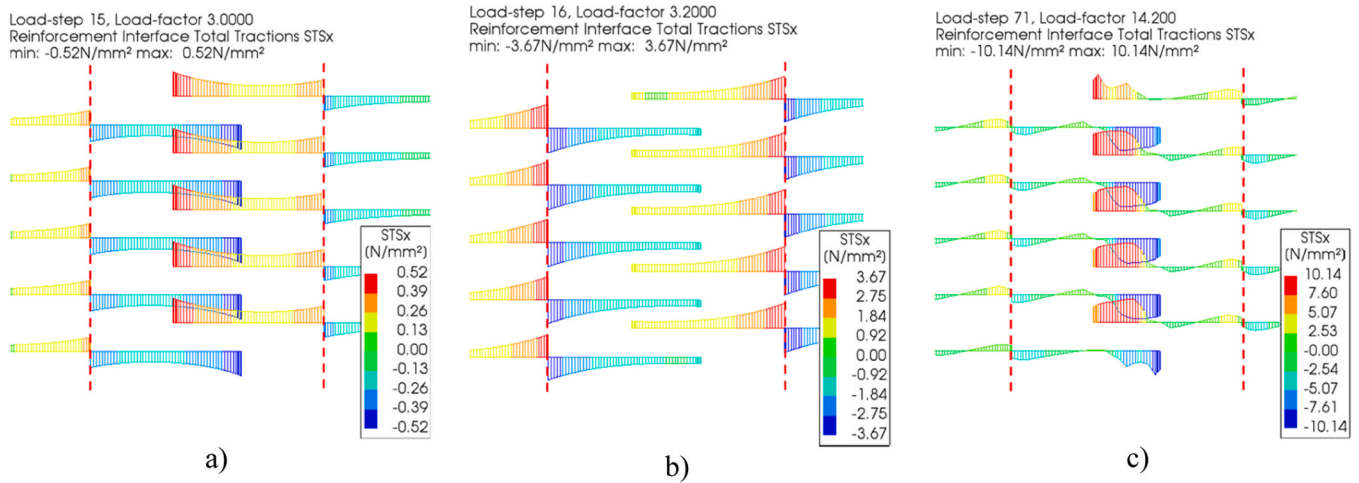 Load-step 15, Load-factor 3.0000
Reinforcement Interface Total Tractions STSx
min: -0.52N/mm² max: 0.52N/mm²
STSx
(N/mm²)
0.52
0.39
0.26
0.13
0.00
-0.13
-0.26
-0.39
-0.52
a)
Load-step 16, Load-factor 3.2000
Reinforcement Interface Total Tractions STSx
min: -3.67N/mm² max: 3.67N/mm²
STSx
(N/mm²)
3.67
2.75
1.84
0.92
0.00
-0.92
-1.84
-2.75
-3.67
b)
Load-step 71, Load-factor 14.200
Reinforcement Interface Total Tractions STSx
min: -10.14N/mm² max: 10.14N/mm²
STSx
(N/mm²)
10.14
7.60
5.07
2.53
-0.00
-2.54
-5.07
-7.61
-10.14
c)